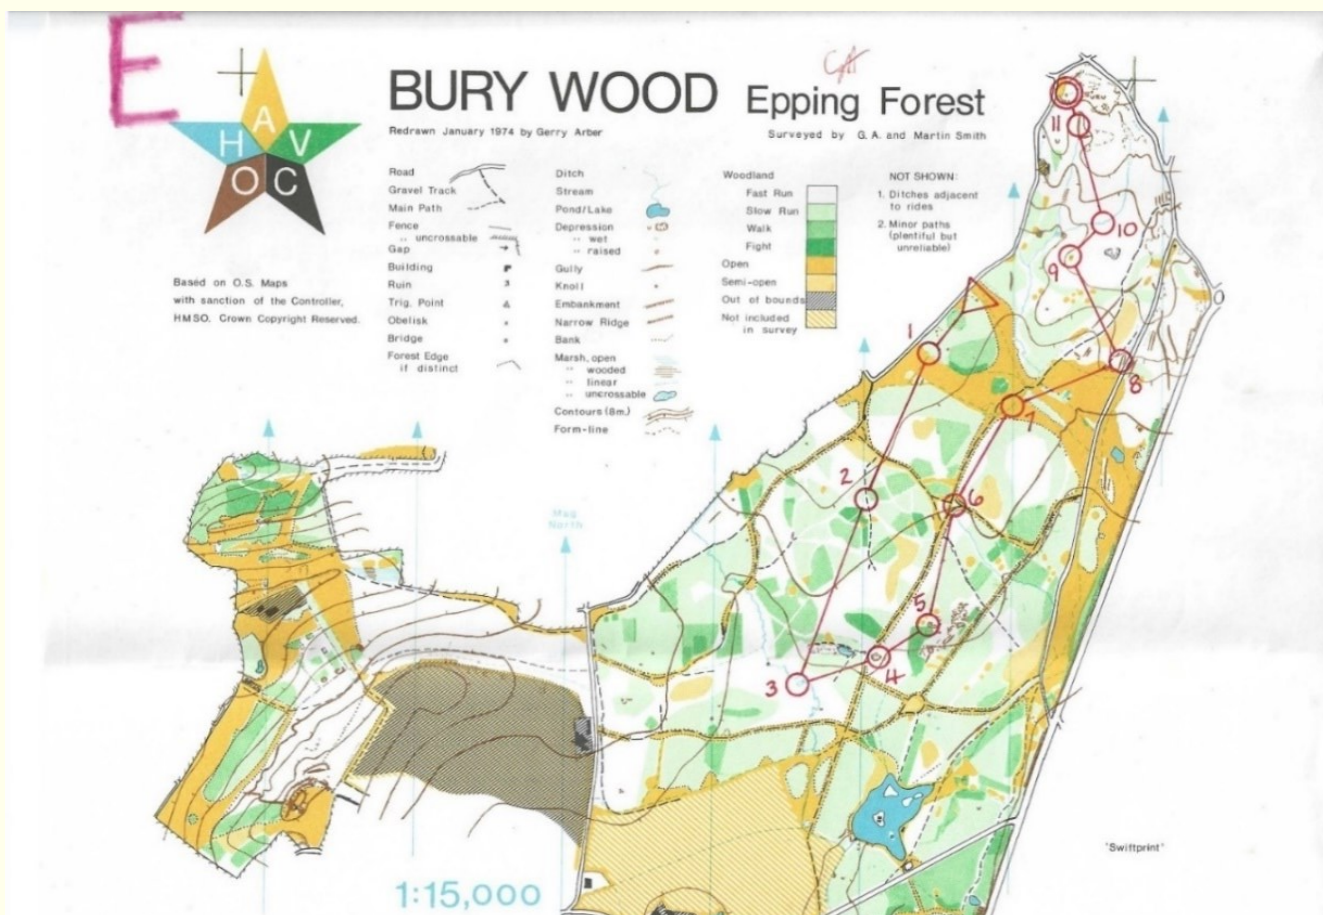 E
H A V O C
BURY WOOD Epping Forest
Redrawn January 1974 by Gerry Arber
Surveyed by G.A. and Martin Smith
Based on O.S. Maps
with sanction of the Controller,
HMSO. Crown Copyright Reserved.
Road
Gravel Track
Main Path
Fence
,, uncrossable
Gap
Building
Ruin
Trig. Point
Obelisk
Bridge
Forest Edge
if distinct
Ditch
Stream
Pond/Lake
Depression
,, wet
,, raised
Gully
Knoll
Embankment
Narrow Ridge
Bank
Marsh, open
,, wooded
,, linear
,, uncrossable
Contours (8m.)
Form-line
Woodland
Fast Run
Slow Run
Walk
Fight
Open
Semi-open
Out of bounds
Not included
in survey
NOT SHOWN:
1. Ditches adjacent
to rides
2. Minor paths
(plentiful but
unreliable)
11
10
9
1
8
7
2
6
Mag.
North
5
4
3
"Swiftprint"
1:15,000